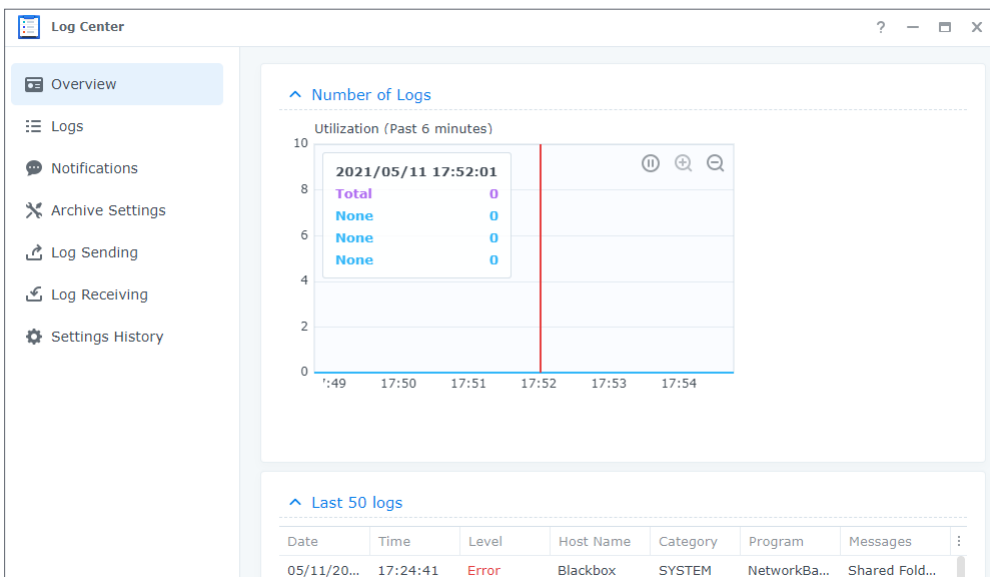 Log Center
?
Overview
Logs
Notifications
Archive Settings
Log Sending
Log Receiving
Settings History
Number of Logs
Utilization (Past 6 minutes)
10
8
6
4
2
0
2021/05/11 17:52:01
Total 0
None 0
None 0
None 0
':49 17:50 17:51 17:52 17:53 17:54
Last 50 logs
Date Time Level Host Name Category Program Messages
05/11/20... 17:24:41 Error Blackbox SYSTEM NetworkBa... Shared Fold...